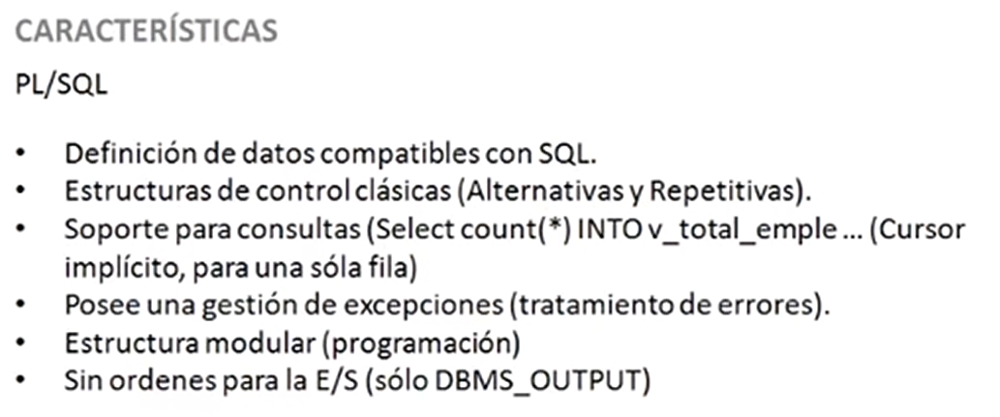 CARACTERÍSTICAS
PL/SQL
• Definición de datos compatibles con SQL.
• Estructuras de control clásicas (Alternativas y Repetitivas).
• Soporte para consultas (Select count(*) INTO v_total_emple ... (Cursor
implícito, para una sóla fila)
• Posee una gestión de excepciones (tratamiento de errores).
• Estructura modular (programación)
• Sin ordenes para la E/S (sólo DBMS_OUTPUT)